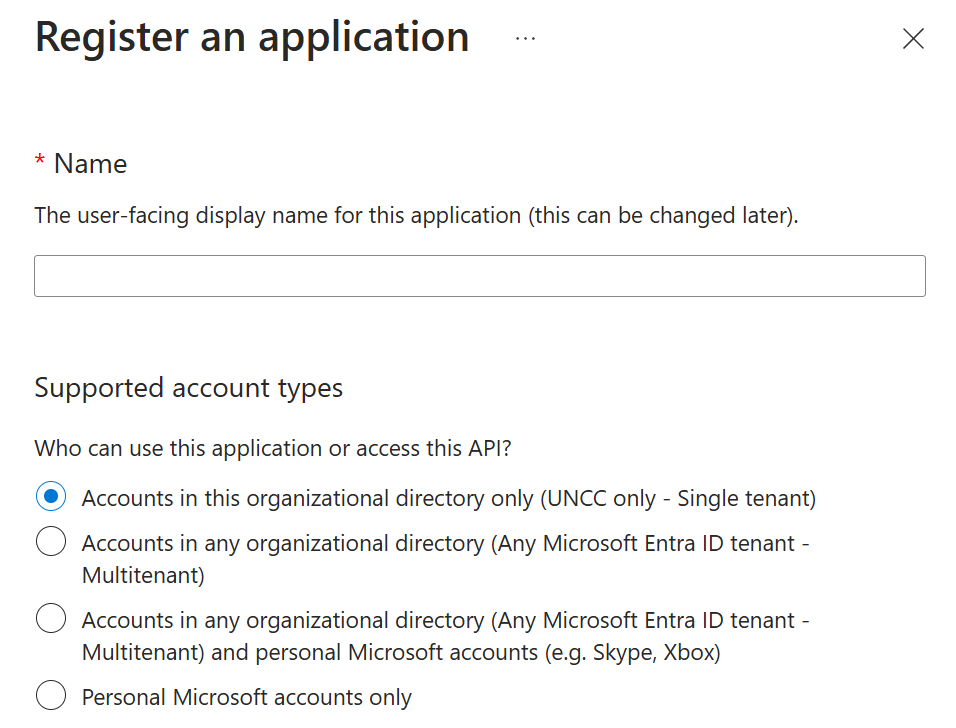 Register an application ...
* Name
The user-facing display name for this application (this can be changed later).
Supported account types
Who can use this application or access this API?
Accounts in this organizational directory only (UNCC only - Single tenant)
Accounts in any organizational directory (Any Microsoft Entra ID tenant -
Multitenant)
Accounts in any organizational directory (Any Microsoft Entra ID tenant -
Multitenant) and personal Microsoft accounts (e.g. Skype, Xbox)
Personal Microsoft accounts only